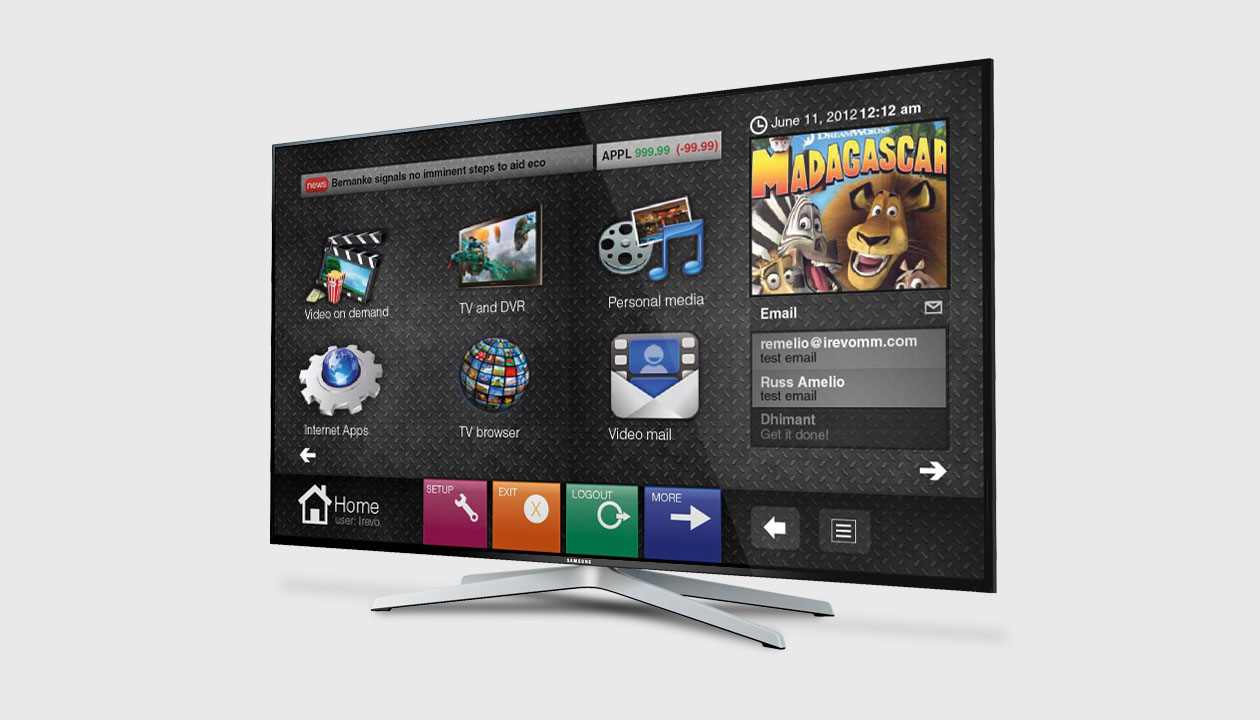 June 11, 2012 12:12 am
news Bernanke signals no imminent steps to aid eco
APPL 999.99 (-99.99)
DREAMWORKS
MADAGASCAR
Video on demand
TV and DVR
Personal media
Internet Apps
TV browser
Video mail
Email
remelio@irevomm.com
test email
Russ Amelio
test email
Dhimant
Get it done!
Home
user: Irevo
SETUP
EXIT
X
LOGOUT
MORE
SAMSUNG